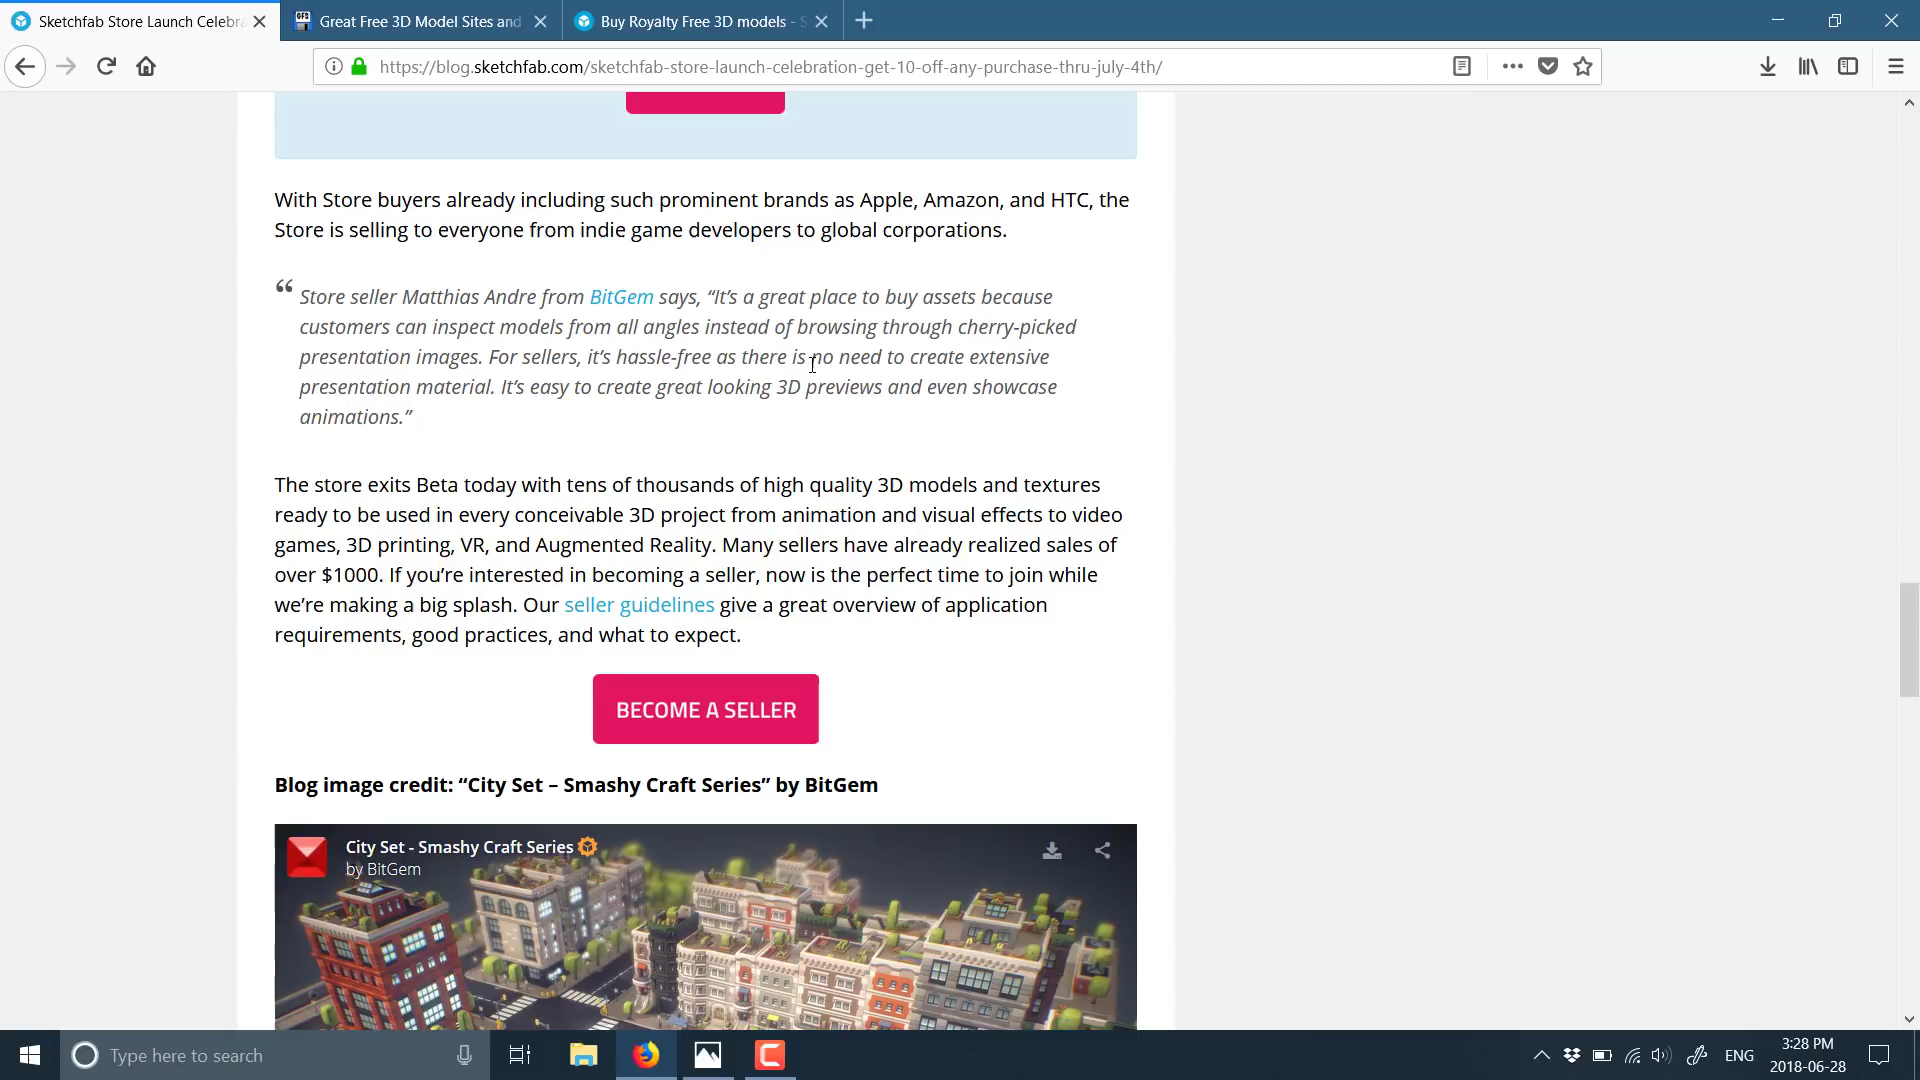 Sketchfab Store Launch Celebra
Great Free 3D Model Sites and
Buy Royalty Free 3D models - S
https://blog.sketchfab.com/sketchfab-store-launch-celebration-get-10-off-any-purchase-thru-july-4th/
With Store buyers already including such prominent brands as Apple, Amazon, and HTC, the
Store is selling to everyone from indie game developers to global corporations.
“ Store seller Matthias Andre from BitGem says, “It’s a great place to buy assets because
customers can inspect models from all angles instead of browsing through cherry-picked
presentation images. For sellers, it’s hassle-free as there is no need to create extensive
presentation material. It’s easy to create great looking 3D previews and even showcase
animations.”
The store exits Beta today with tens of thousands of high quality 3D models and textures
ready to be used in every conceivable 3D project from animation and visual effects to video
games, 3D printing, VR, and Augmented Reality. Many sellers have already realized sales of
over $1000. If you’re interested in becoming a seller, now is the perfect time to join while
we’re making a big splash. Our seller guidelines give a great overview of application
requirements, good practices, and what to expect.
BECOME A SELLER
Blog image credit: “City Set – Smashy Craft Series” by BitGem
City Set - Smashy Craft Series
by BitGem
Type here to search
ENG
3:28 PM
2018-06-28